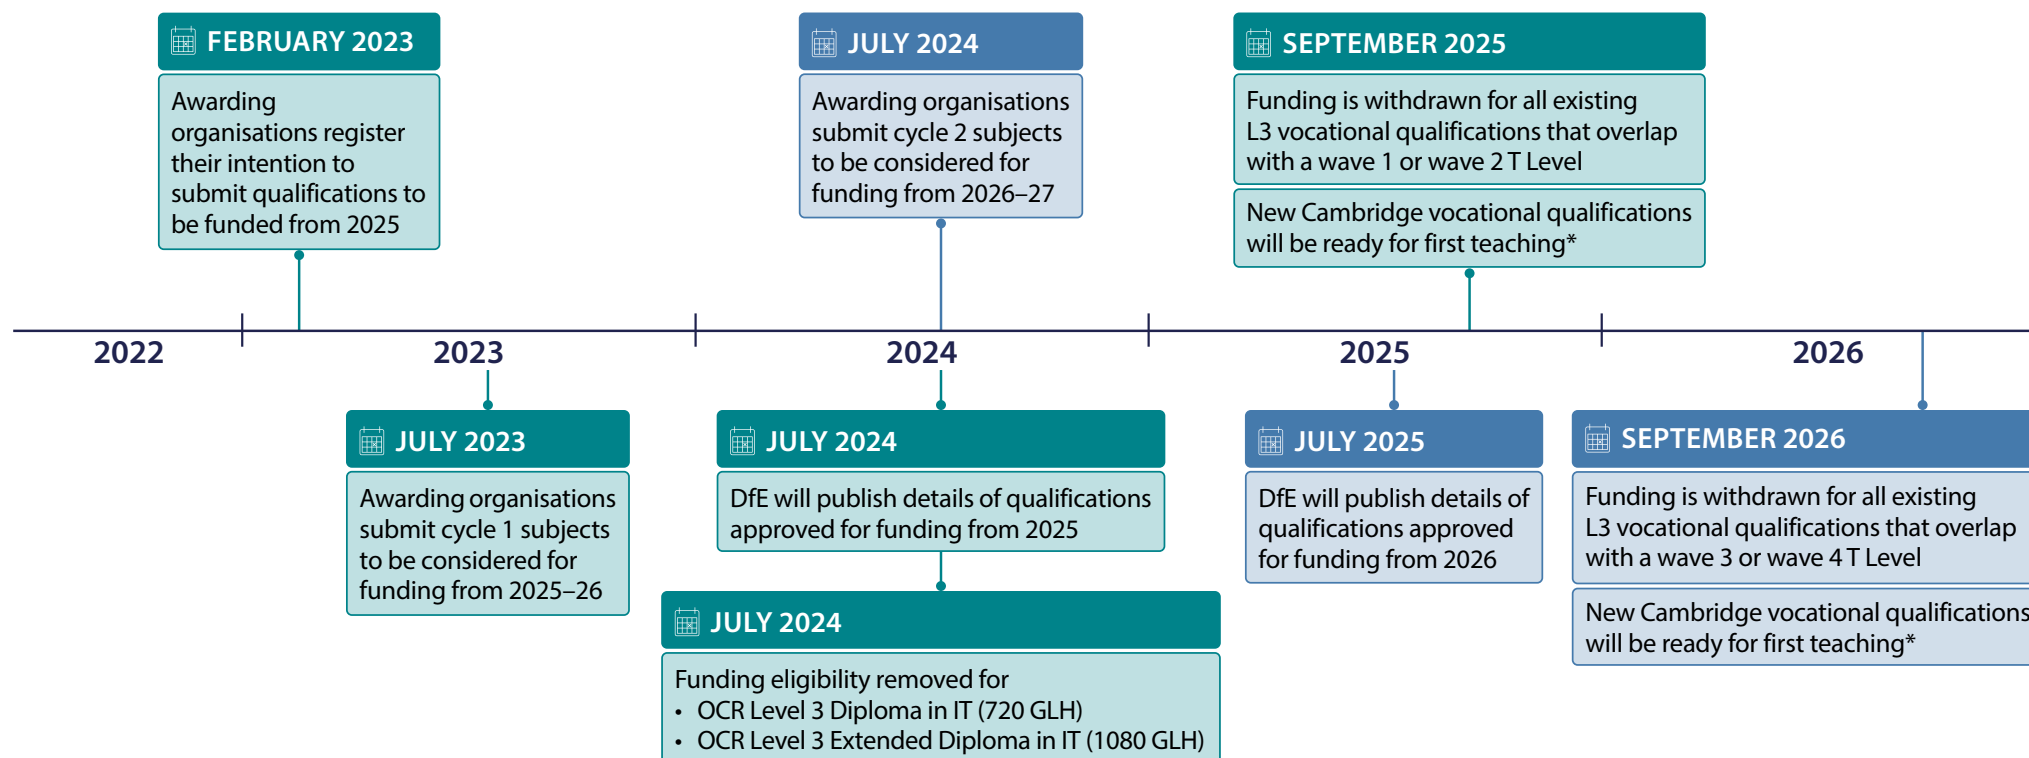 FEBRUARY 2023
Awarding
organisations register
their intention to
submit qualifications to
be funded from 2025
JULY 2024
Awarding organisations
submit cycle 2 subjects
to be considered for
funding from 2026–27
SEPTEMBER 2025
Funding is withdrawn for all existing
L3 vocational qualifications that overlap
with a wave 1 or wave 2 T Level
New Cambridge vocational qualifications
will be ready for first teaching*
2022
2023
2024
2025
2026
JULY 2023
Awarding organisations
submit cycle 1 subjects
to be considered for
funding from 2025–26
JULY 2024
DfE will publish details of qualifications
approved for funding from 2025
JULY 2024
Funding eligibility removed for
• OCR Level 3 Diploma in IT (720 GLH)
• OCR Level 3 Extended Diploma in IT (1080 GLH)
JULY 2025
DfE will publish details of
qualifications approved
for funding from 2026
SEPTEMBER 2026
Funding is withdrawn for all existing
L3 vocational qualifications that overlap
with a wave 3 or wave 4 T Level
New Cambridge vocational qualifications
will be ready for first teaching*